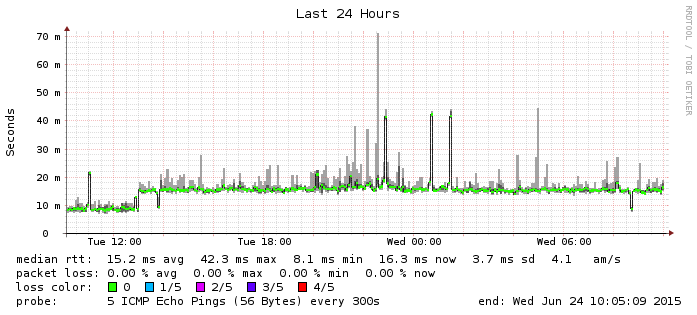 Last 24 Hours
RRDTOOL / TOBI OETIKER
Seconds
70 m
60 m
50 m
40 m
30 m
20 m
10 m
0
Tue 12:00 Tue 18:00 Wed 00:00 Wed 06:00
median rtt: 15.2 ms avg 42.3 ms max 8.1 ms min 16.3 ms now 3.7 ms sd 4.1 am/s
packet loss: 0.00 % avg 0.00 % max 0.00 % min 0.00 % now
loss color: 0 1/5 2/5 3/5 4/5
probe: 5 ICMP Echo Pings (56 Bytes) every 300s end: Wed Jun 24 10:05:09 2015